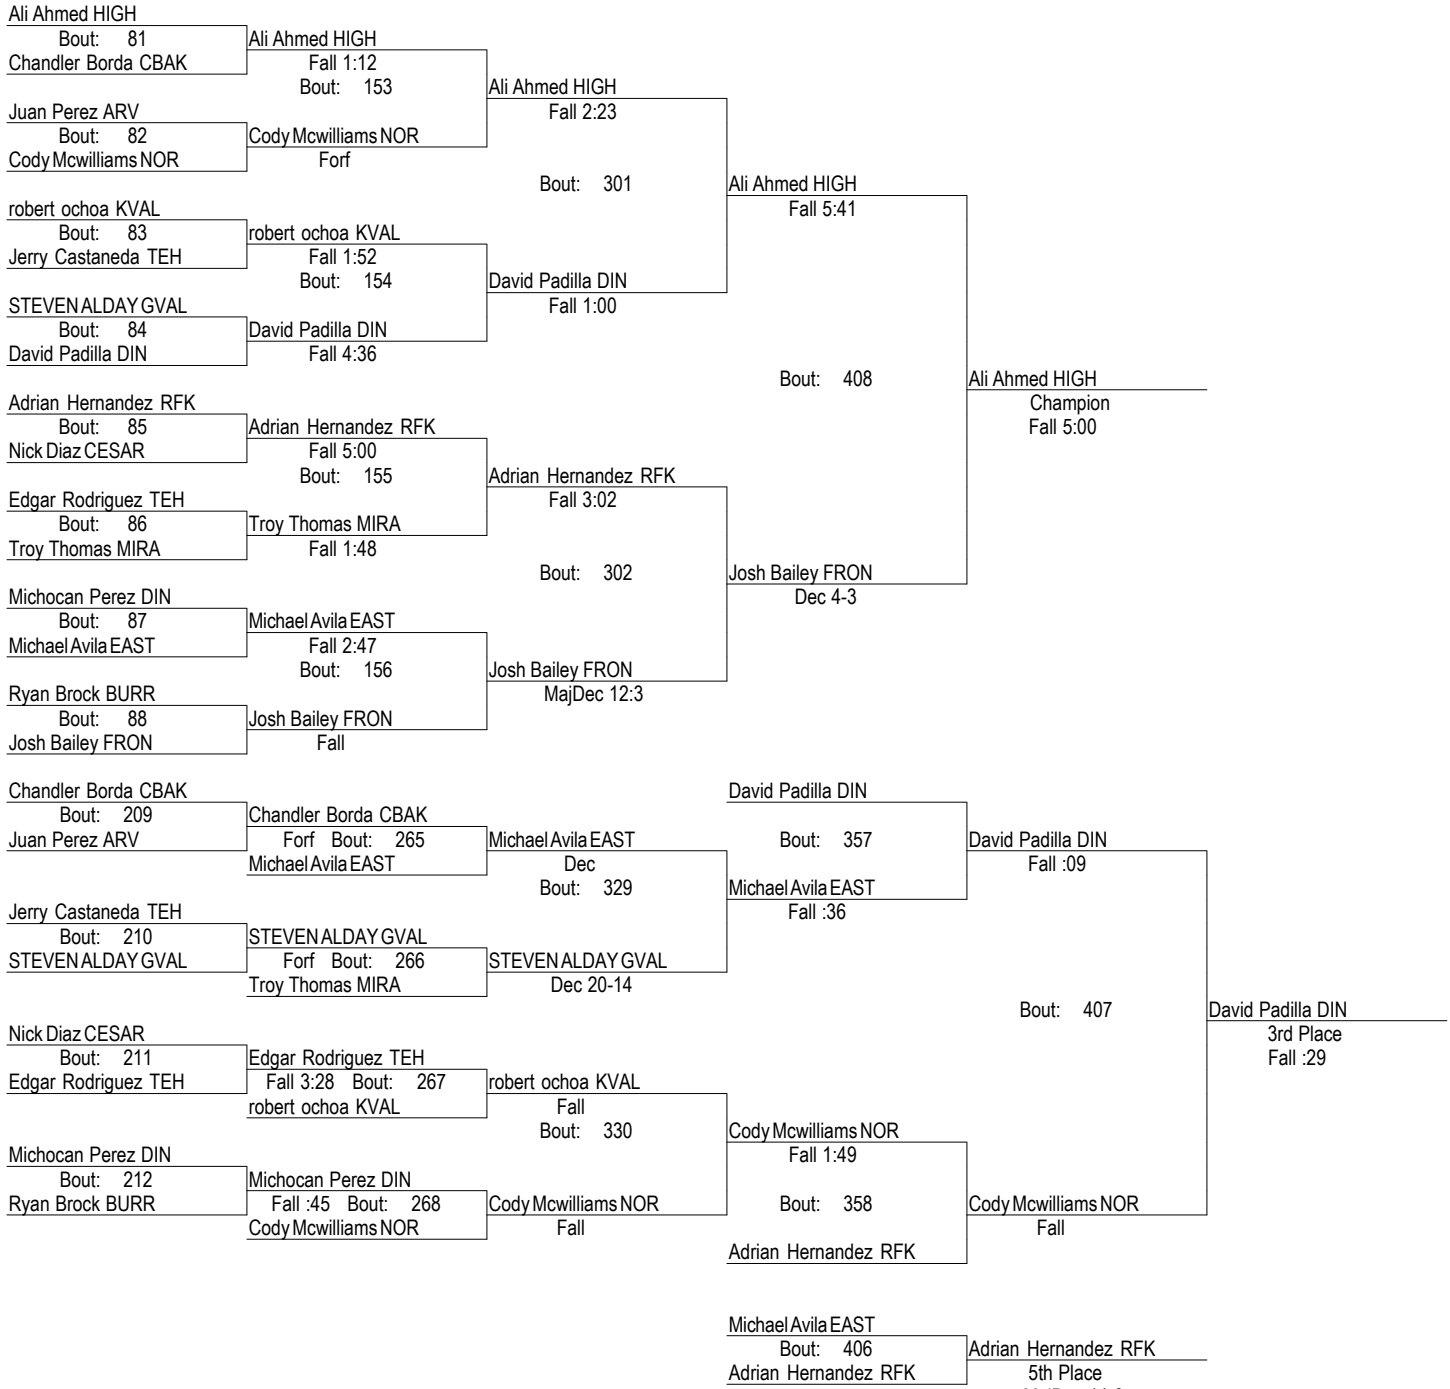 Ali Ahmed HIGH
Bout: 81
Ali Ahmed HIGH
Chandler Borda CBAK
Fall 1:12
Bout: 153
Ali Ahmed HIGH
Juan Perez ARV
Fall 2:23
Bout: 82
Cody Mcwilliams NOR
Cody Mcwilliams NOR
Forf
Bout: 301
Ali Ahmed HIGH
robert ochoa KVAL
Fall 5:41
Bout: 83
robert ochoa KVAL
Jerry Castaneda TEH
Fall 1:52
Bout: 154
David Padilla DIN
STEVEN ALDAY GVAL
Fall 1:00
Bout: 84
David Padilla DIN
David Padilla DIN
Fall 4:36
Bout: 408
Ali Ahmed HIGH
Adrian Hernandez RFK
Champion
Bout: 85
Adrian Hernandez RFK
Fall 5:00
Nick Diaz CESAR
Fall 5:00
Bout: 155
Adrian Hernandez RFK
Edgar Rodriguez TEH
Fall 3:02
Bout: 86
Troy Thomas MIRA
Troy Thomas MIRA
Fall 1:48
Bout: 302
Josh Bailey FRON
Michocan Perez DIN
Dec 4-3
Bout: 87
Michael Avila EAST
Michael Avila EAST
Fall 2:47
Bout: 156
Josh Bailey FRON
Ryan Brock BURR
MajDec 12:3
Bout: 88
Josh Bailey FRON
Josh Bailey FRON
Fall
Chandler Borda CBAK
David Padilla DIN
Bout: 209
Chandler Borda CBAK
Juan Perez ARV
Forf Bout: 265
Michael Avila EAST
Bout: 357
David Padilla DIN
Michael Avila EAST
Dec
Fall :09
Bout: 329
Michael Avila EAST
Jerry Castaneda TEH
Fall :36
Bout: 210
STEVEN ALDAY GVAL
STEVEN ALDAY GVAL
Forf Bout: 266
STEVEN ALDAY GVAL
Troy Thomas MIRA
Dec 20-14
Bout: 407
David Padilla DIN
Nick Diaz CESAR
3rd Place
Bout: 211
Edgar Rodriguez TEH
Fall :29
Edgar Rodriguez TEH
Fall 3:28 Bout: 267
robert ochoa KVAL
robert ochoa KVAL
Fall
Bout: 330
Cody Mcwilliams NOR
Michocan Perez DIN
Fall 1:49
Bout: 212
Michocan Perez DIN
Ryan Brock BURR
Fall :45 Bout: 268
Cody Mcwilliams NOR
Bout: 358
Cody Mcwilliams NOR
Cody Mcwilliams NOR
Fall
Fall
Adrian Hernandez RFK
Michael Avila EAST
Bout: 406
Adrian Hernandez RFK
Adrian Hernandez RFK
5th Place